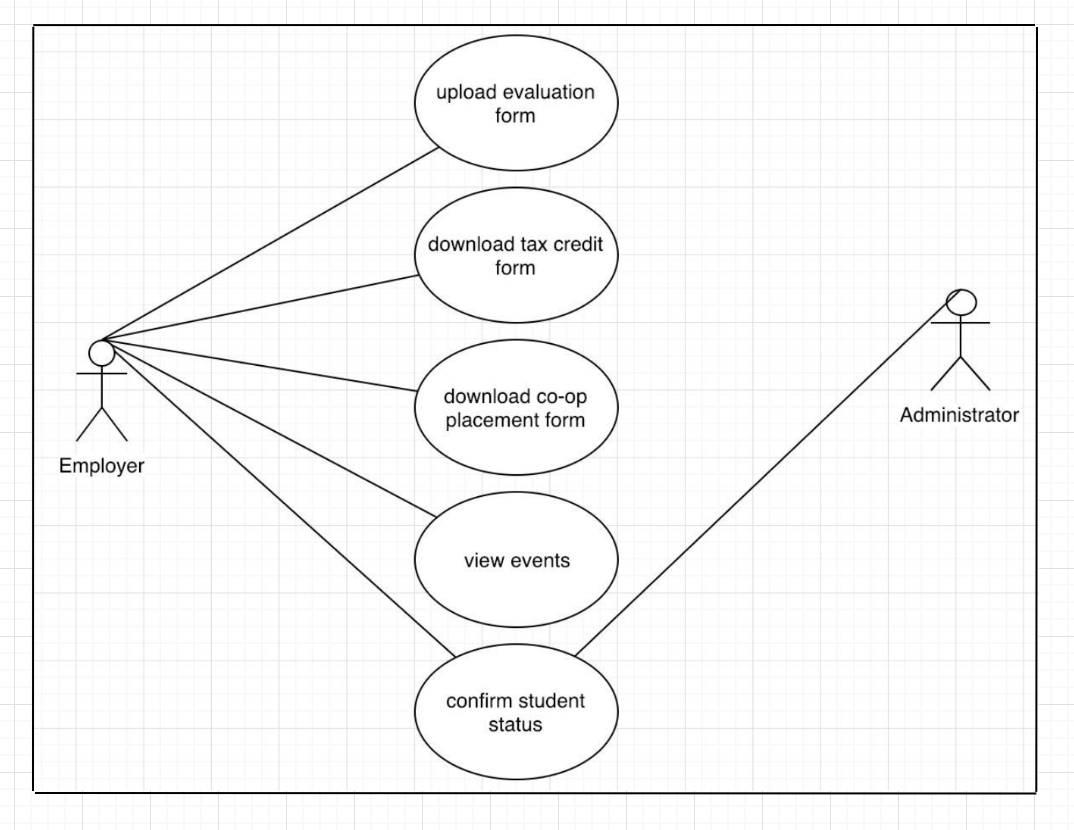 upload evaluation
form
download tax credit
form
download co-op
placement form
view events
confirm student
status
Employer
Administrator